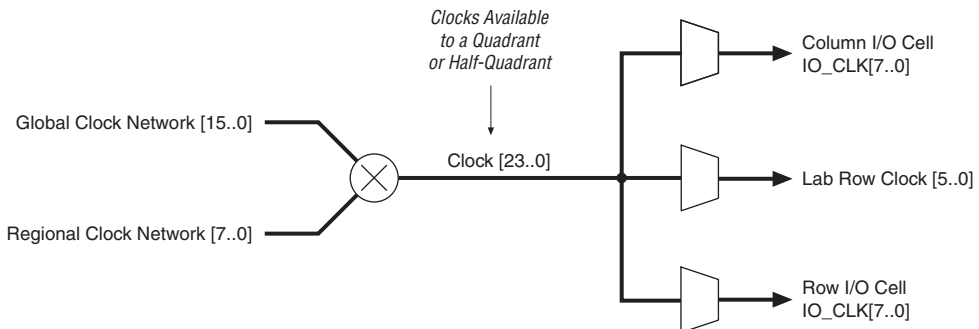 Clocks Available
to a Quadrant
or Half-Quadrant
Column I/O Cell
IO_CLK[7..0]
Global Clock Network [15..0]
Clock [23..0]
Lab Row Clock [5..0]
Regional Clock Network [7..0]
Row I/O Cell
IO_CLK[7..0]